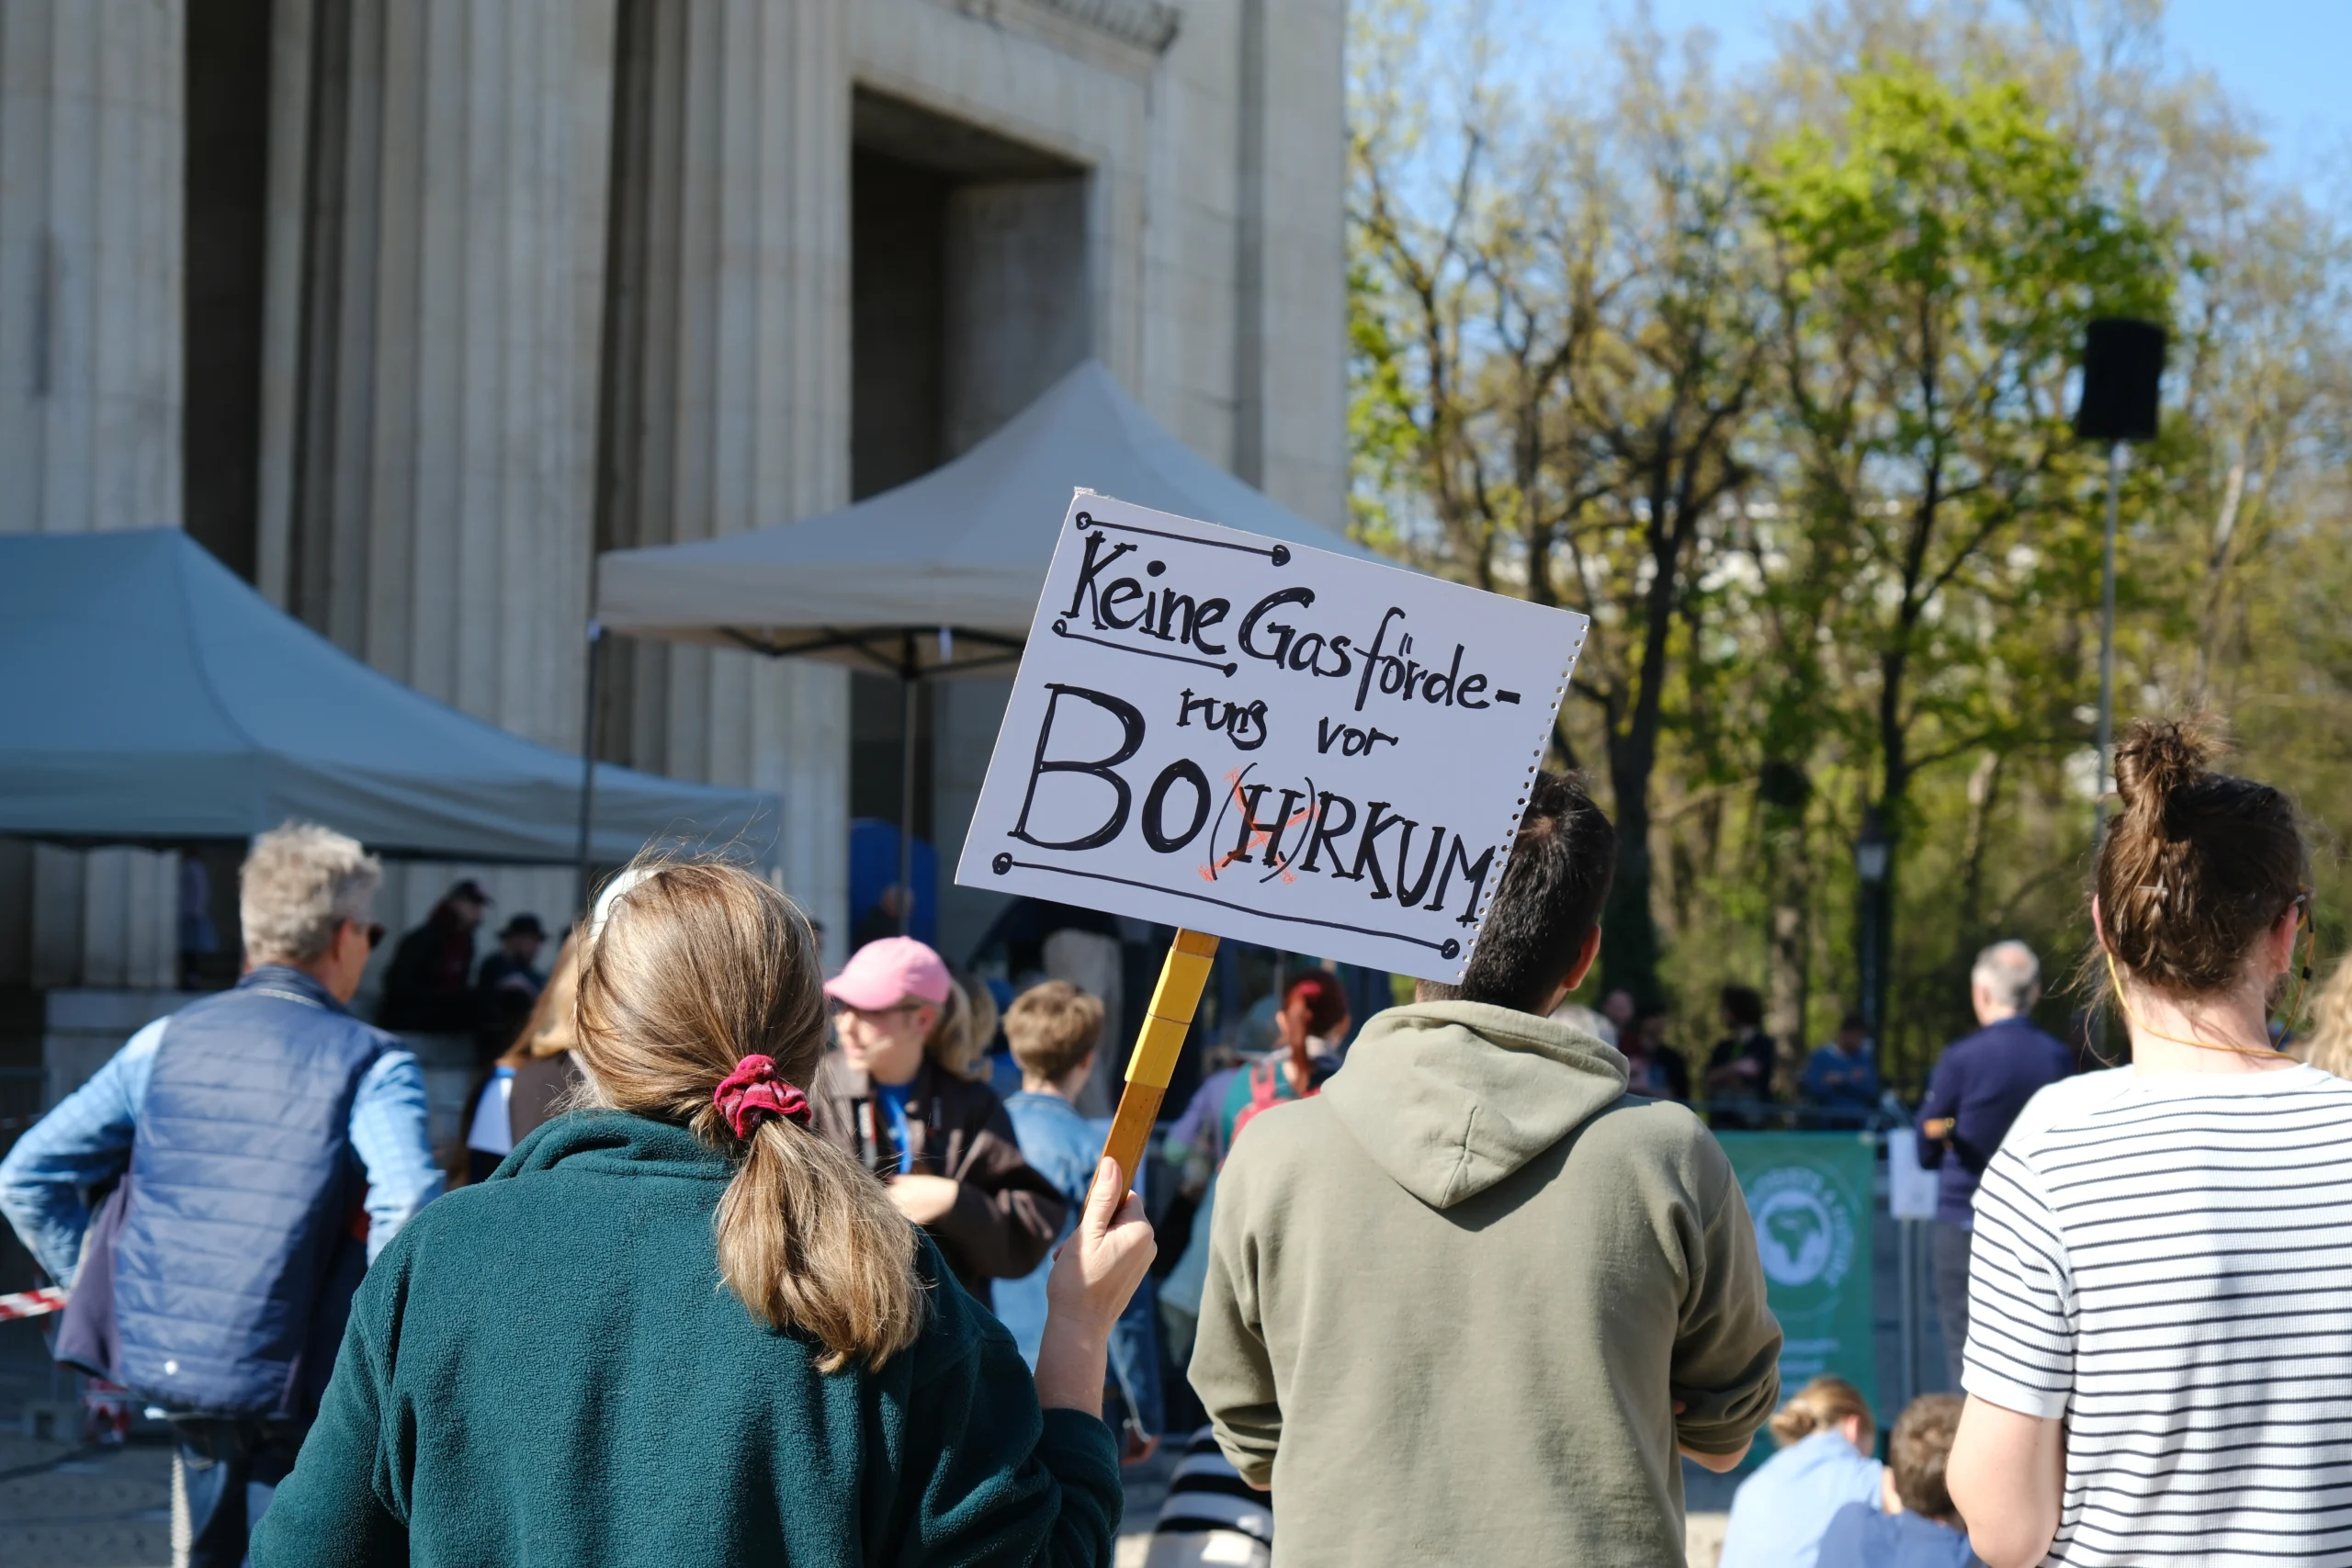 Keine Gasförde-
rung vor
BO(H)RKUM